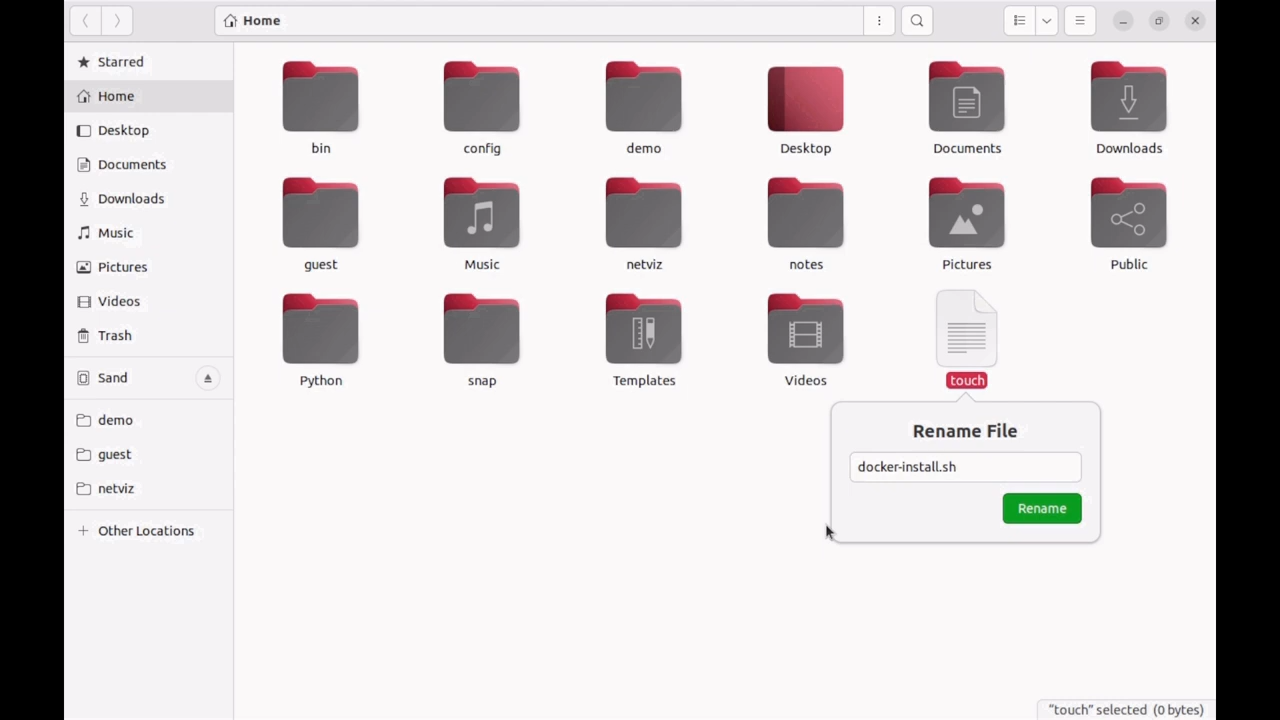 Home
Starred
Home
Desktop
Documents
Downloads
Music
Pictures
Videos
Trash
Sand
demo
guest
netviz
Other Locations
bin
config
demo
Desktop
Documents
Downloads
guest
Music
netviz
notes
Pictures
Public
Python
snap
Templates
Videos
touch
Rename File
docker-install.sh
Rename
"touch" selected (0 bytes)